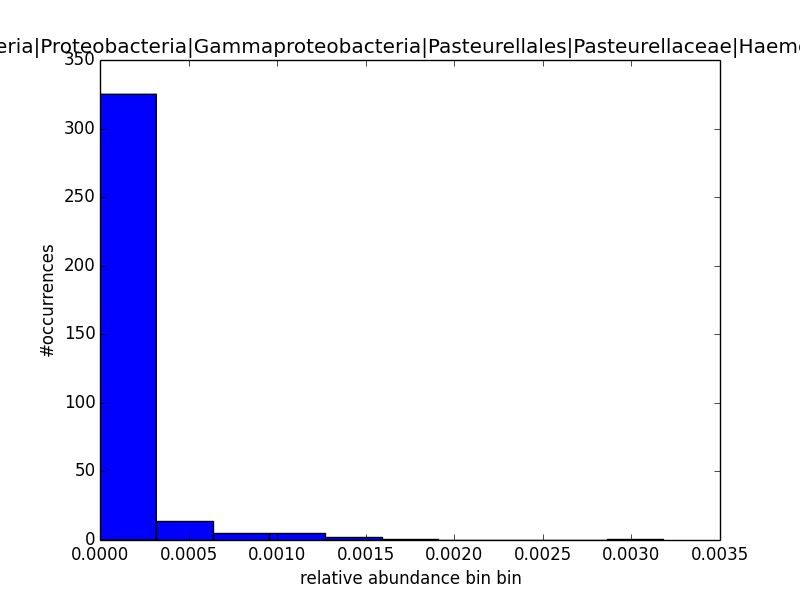 eria|Proteobacteria|Gammaproteobacteria|Pasteurellales|Pasteurellaceae|Haem
350
300
250
200
150
100
50
0
#occurrences
0.0000 0.0005 0.0010 0.0015 0.0020 0.0025 0.0030 0.0035
relative abundance bin bin